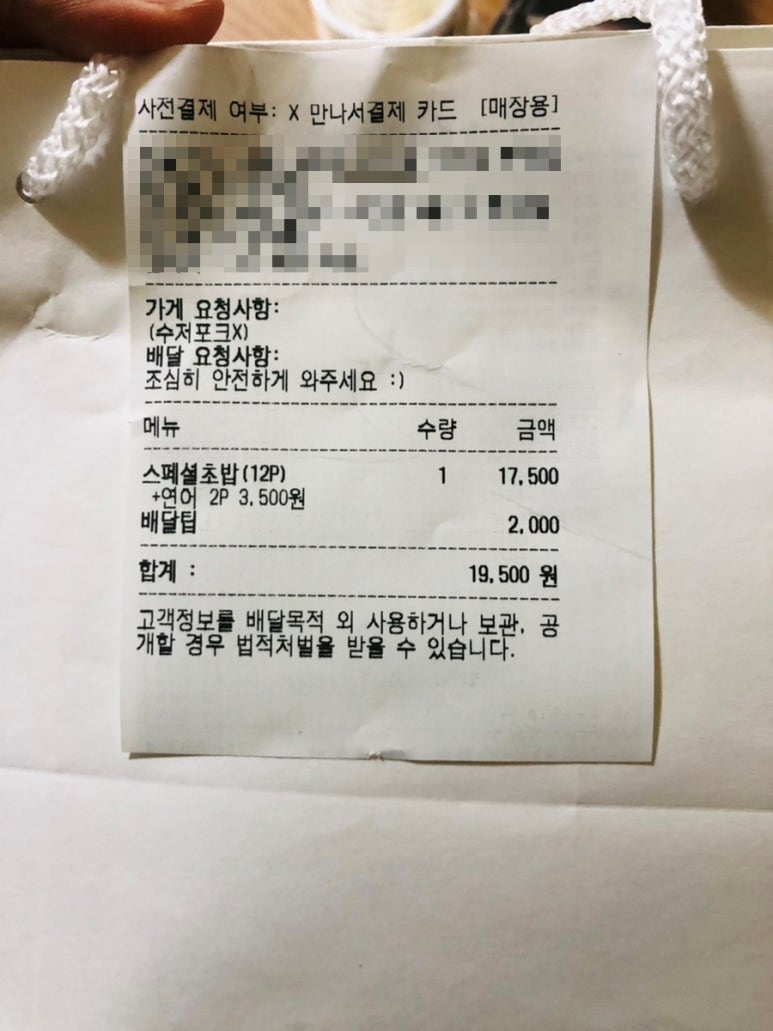 사전결제 여부: X 만나서결제 카드 [매장용]
가게 요청사항:
(수저포크X)
배달 요청사항:
조심히 안전하게 와주세요 :)
메뉴 수량 금액
스페셜초밥(12P) 1 17,500
+연어 2P 3,500원
배달팁 2,000
합계 : 19,500 원
고객정보를 배달목적 외 사용하거나 보관, 공
개할 경우 법적처벌을 받을 수 있습니다.